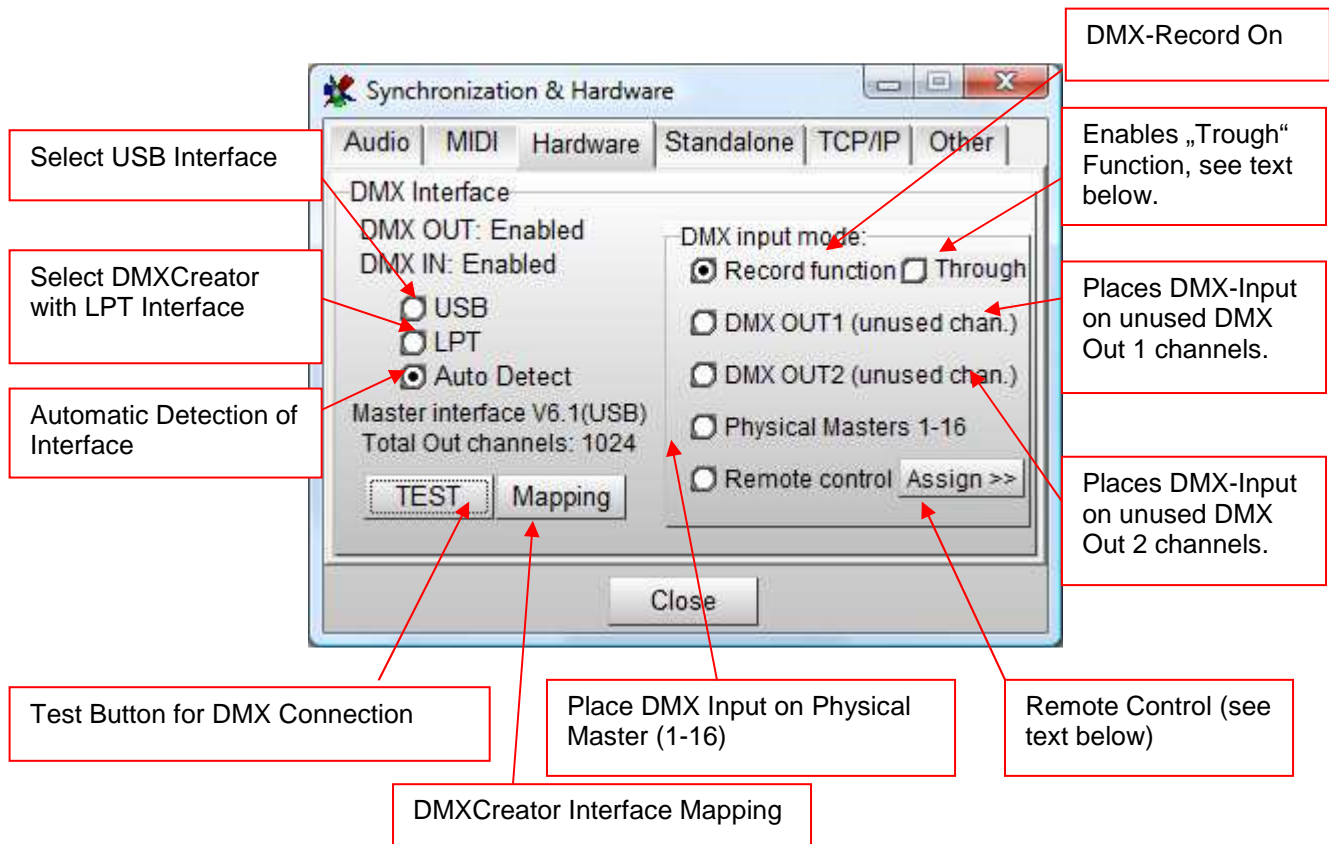 DMX-Record On
Synchronization & Hardware
Audio MIDI Hardware Standalone TCP/IP Other
Select USB Interface
Enables „Trough“
Function, see text
below.
DMX Interface
DMX OUT: Enabled
DMX IN: Enabled
USB
LPT
Auto Detect
Master interface V6.1(USB)
Total Out channels: 1024
TEST Mapping
DMX input mode:
Record function Through
DMX OUT1 (unused chan.)
DMX OUT2 (unused chan.)
Physical Masters 1-16
Remote control Assign >>
Close
Select DMXCreator
with LPT Interface
Places DMX-Input
on unused DMX
Out 1 channels.
Automatic Detection of
Interface
Places DMX-Input
on unused DMX
Out 2 channels.
Test Button for DMX Connection
Place DMX Input on Physical
Master (1-16)
Remote Control (see
text below)
DMXCreator Interface Mapping